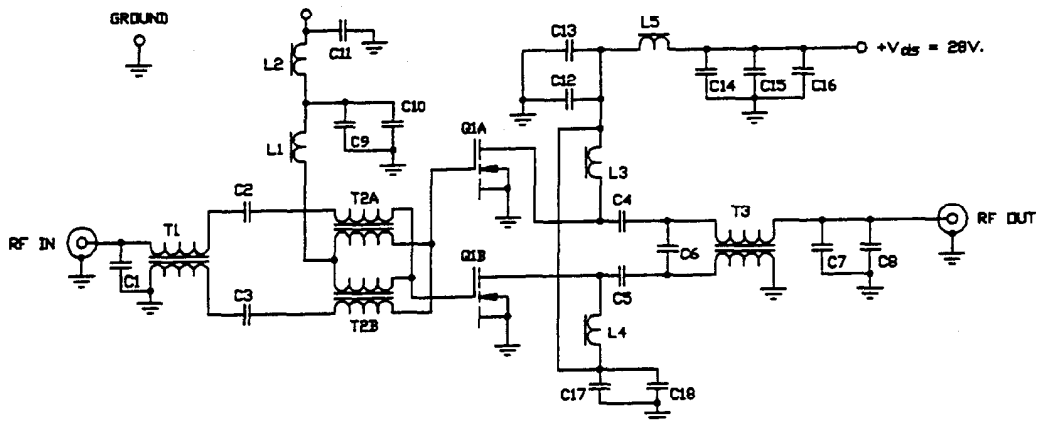 GROUND
C11
L2
C10
C9
L1
C13
C12
L5
+Vds = 28V.
C14
C15
C16
Q1A
L3
C2
T2A
C4
T3
RF IN
T1
RF OUT
C1
C6
C7
C8
Q1B
C3
C5
T2B
L4
C17
C18